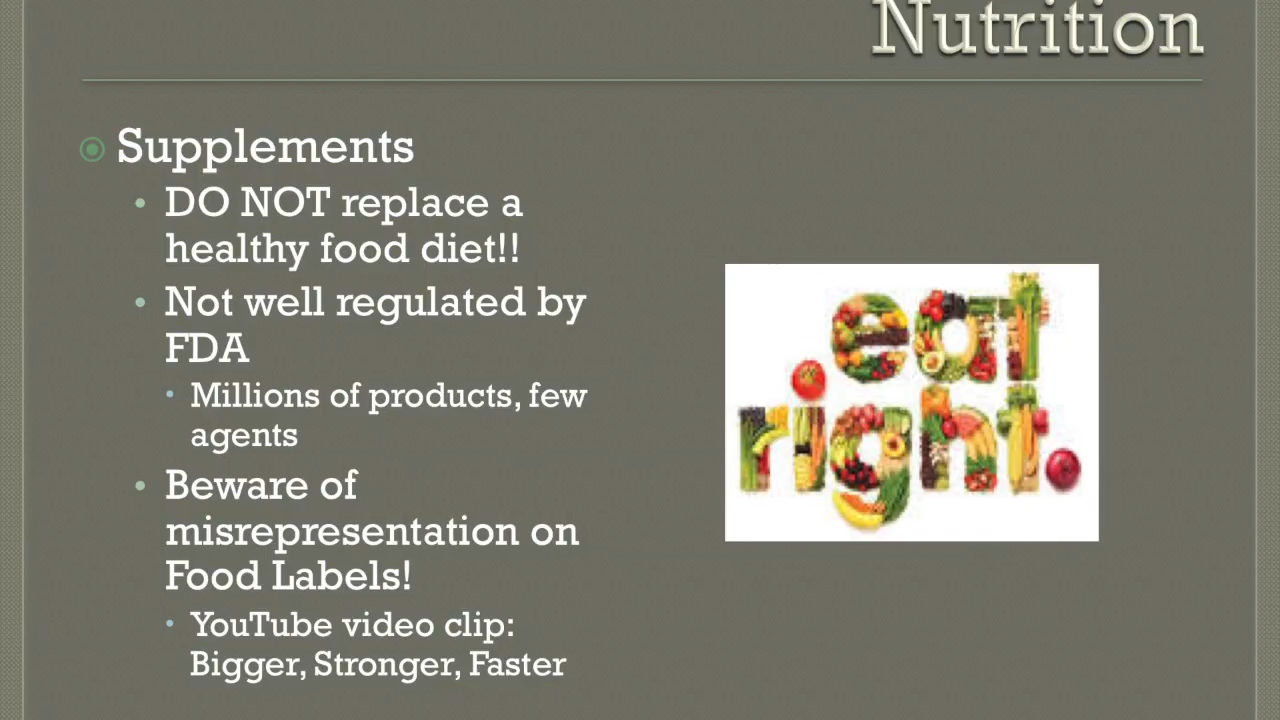 Nutrition
Supplements
DO NOT replace a
healthy food diet!!
Not well regulated by
FDA
Millions of products, few
agents
Beware of
misrepresentation on
Food Labels!
YouTube video clip:
Bigger, Stronger, Faster
eat
right.